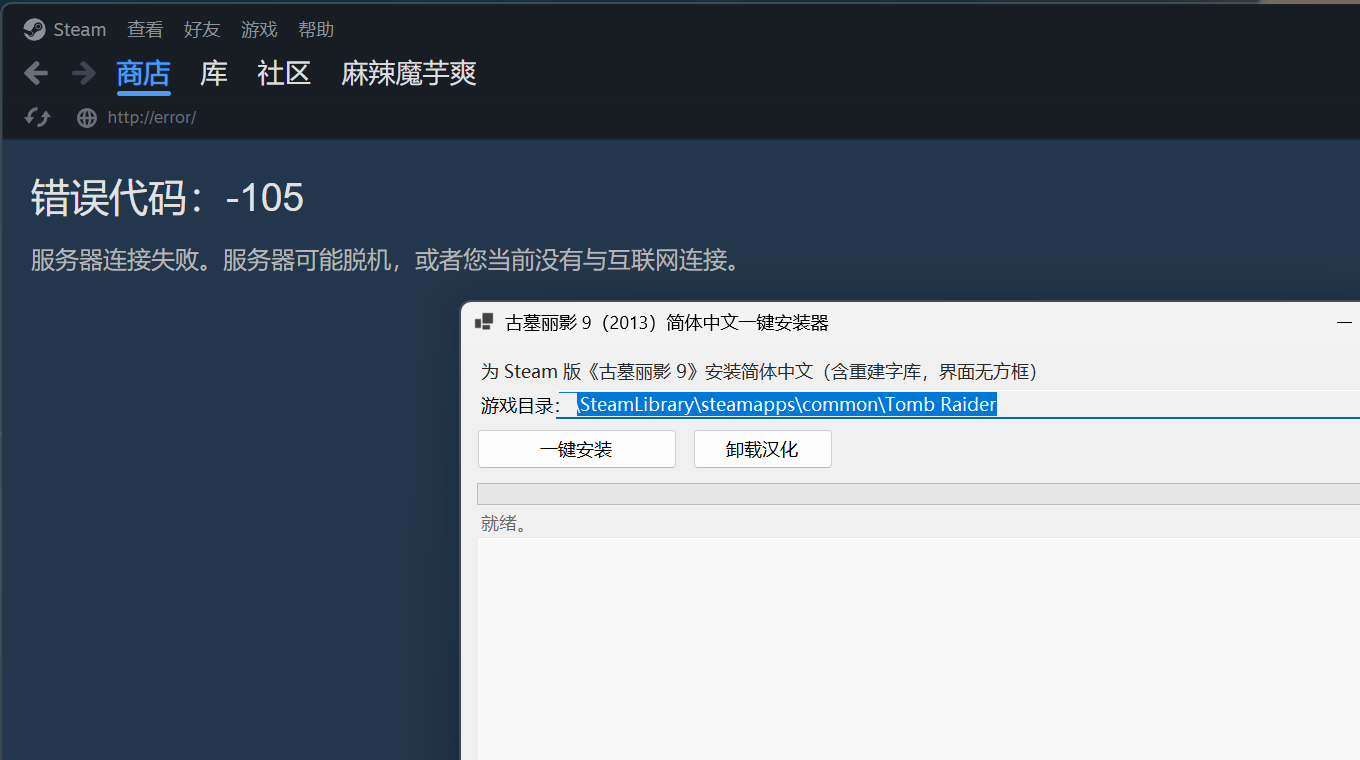 Steam 查看 好友 游戏 帮助
商店 库 社区 麻辣魔芋爽
http://error/
错误代码：-105
服务器连接失败。服务器可能脱机，或者您当前没有与互联网连接。
古墓丽影 9（2013）简体中文一键安装器
为 Steam 版《古墓丽影 9》安装简体中文（含重建字库，界面无方框）
游戏目录： \SteamLibrary\steamapps\common\Tomb Raider
一键安装 卸载汉化
就绪。